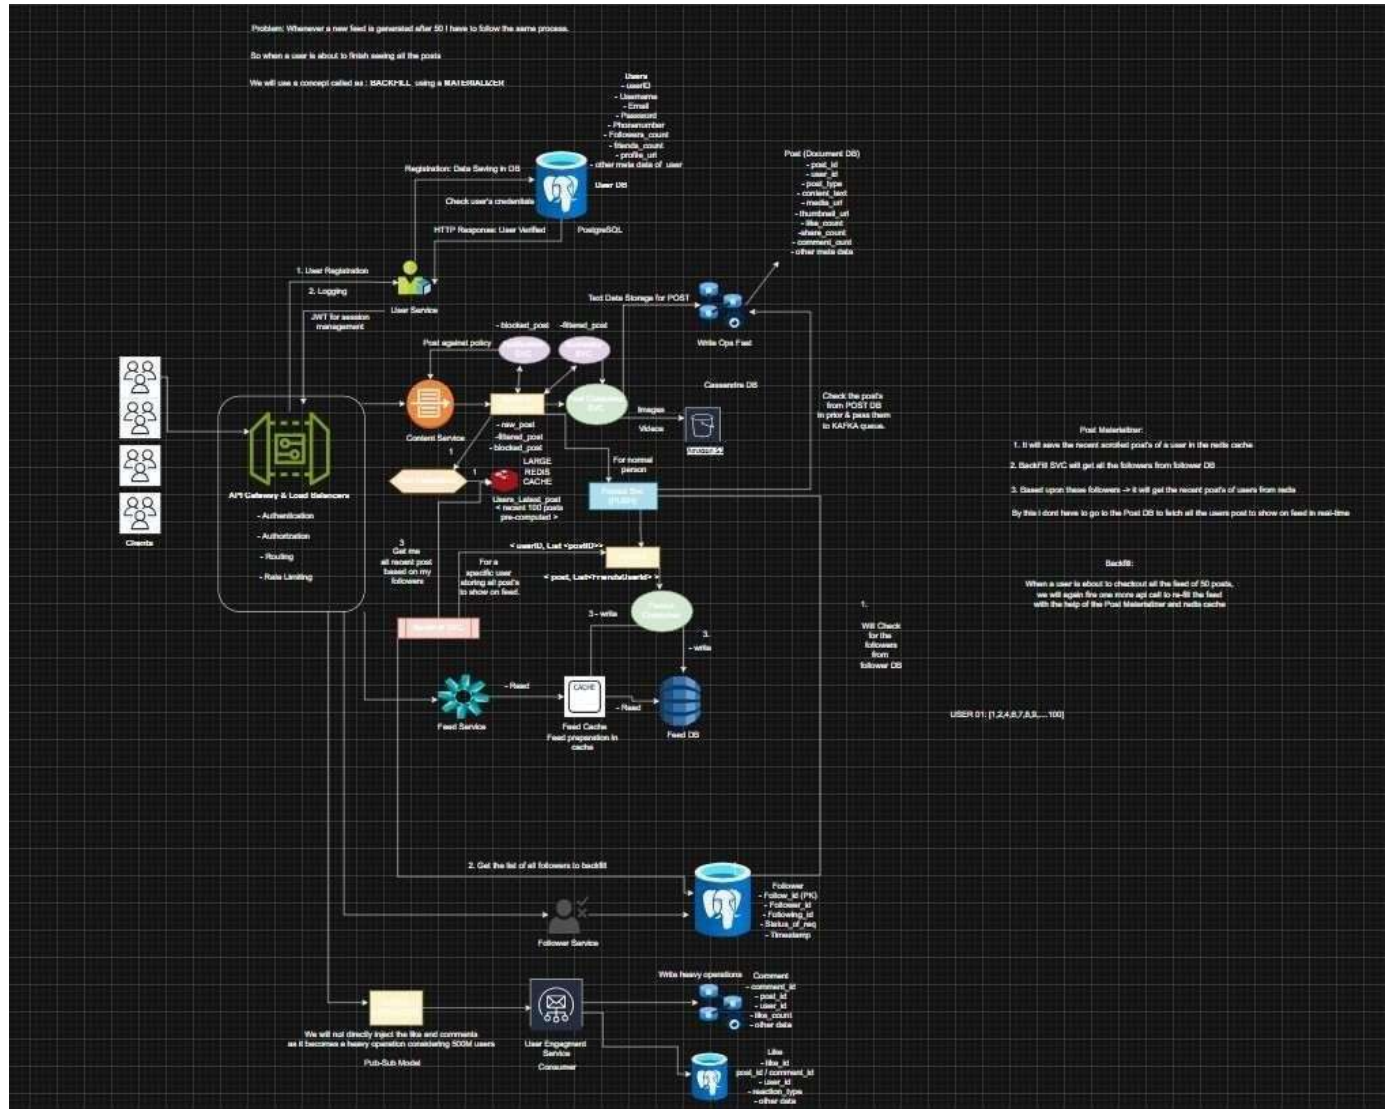 Problem: Whenever a new feed is generated after 50 I have to follow the same process.
So when a user is about to finish seeing all the posts
We will use a concept called as : BACKFILL using a MATERIALIZER
Users
- userID
- Username
- Email
- Password
- Phonenumber
- Followers_count
- friends_count
- profile_url
- other meta data of user
User DB
PostgreSQL
Registration: Data Saving in DB
Check user's credentials
HTTP Response: User Verified
Post (Document DB)
- post_id
- user_id
- post_type
- content_text
- media_url
- thumbnail_url
- like_count
-share_count
- comment_ount
- other meta data
1. User Registration
2. Logging
JWT for session
management
User Service
Text Data Storage for POST
Write Ops Fast
- blocked_post
-filtered_post
Post against policy
SVC
SVC
SVC
Cassandra DB
Images
Videos
Amazon S3
Content Service
- raw_post
-filtered_post
- blocked_post
1
1
LARGE
REDIS
CACHE
Users_Latest_post
< recent 100 posts
pre-computed >
For normal
person
Check the post's
from POST DB
in prior & pass them
to KAFKA queue.
API Gateway & Load Balancers
- Authentication
- Authorization
- Routing
- Rate Limiting
Clients
Post Materializer:
1. It will save the recent scrolled post's of a user in the redis cache
2. BackFill SVC will get all the followers from follower DB
3. Based upon these followers -> it will get the recent post's of users from redis
By this i dont have to go to the Post DB to fetch all the users post to show on feed in real-time
Backfill:
When a user is about to checkout all the feed of 50 posts,
we will again fire one more api call to re-fill the feed
with the help of the Post Materializer and redis cache
3
Get me
all recent post
based on my
followers
For a
specific user
storing all post's
to show on feed.
< userID, List <postID>>
< post, List<FriendsUserId> >
3 - write
3.
- write
1.
Will Check
for the
followers
from
follower DB
- Read
CACHE
- Read
Feed Service
Feed Cache
Feed preparation in
cache
Feed DB
USER 01: [1,2,4,6,7,8,9,....100]
2. Get the list of all followers to backfill
Follower Service
Follower
- Follow_id (PK)
- Follower_id
- Following_id
- Status_of_req
- Timestamp
We will not directly inject the like and comments
as it becomes a heavy operation considering 500M users
Pub-Sub Model
User Engagment
Service
Consumer
Write heavy operations
Comment
- comment_id
- post_id
- user_id
- like_count
- other data
Like
- like_id
post_id / comment_id
- user_id
- reaction_type
- other data